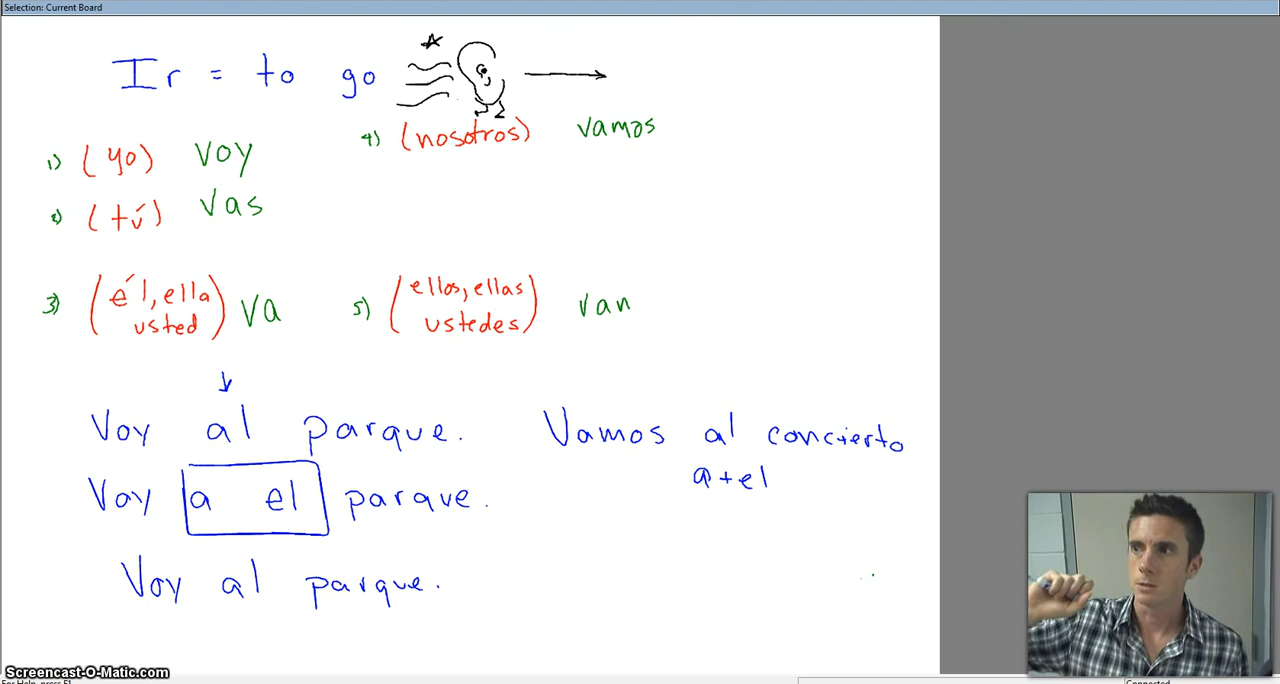 Selection: Current Board
Ir = to go
1) (yo) voy
2) (tú) vas
3) (él, ella usted) va
4) (nosotros) vamos
5) (ellos, ellas ustedes) van
Voy al parque.
Voy a el parque.
Voy al parque.
Vamos al concierto
a + el
Screencast-O-Matic.com